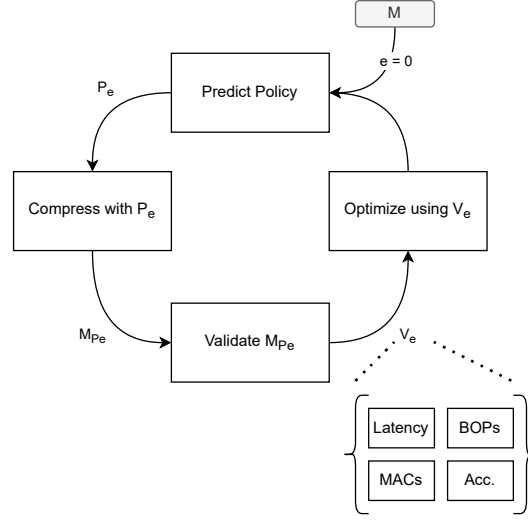 M
e = 0
Predict Policy
Pe
Compress with Pe
Optimize using Ve
MPe
Validate MPe
Ve
Latency
BOPs
MACs
Acc.